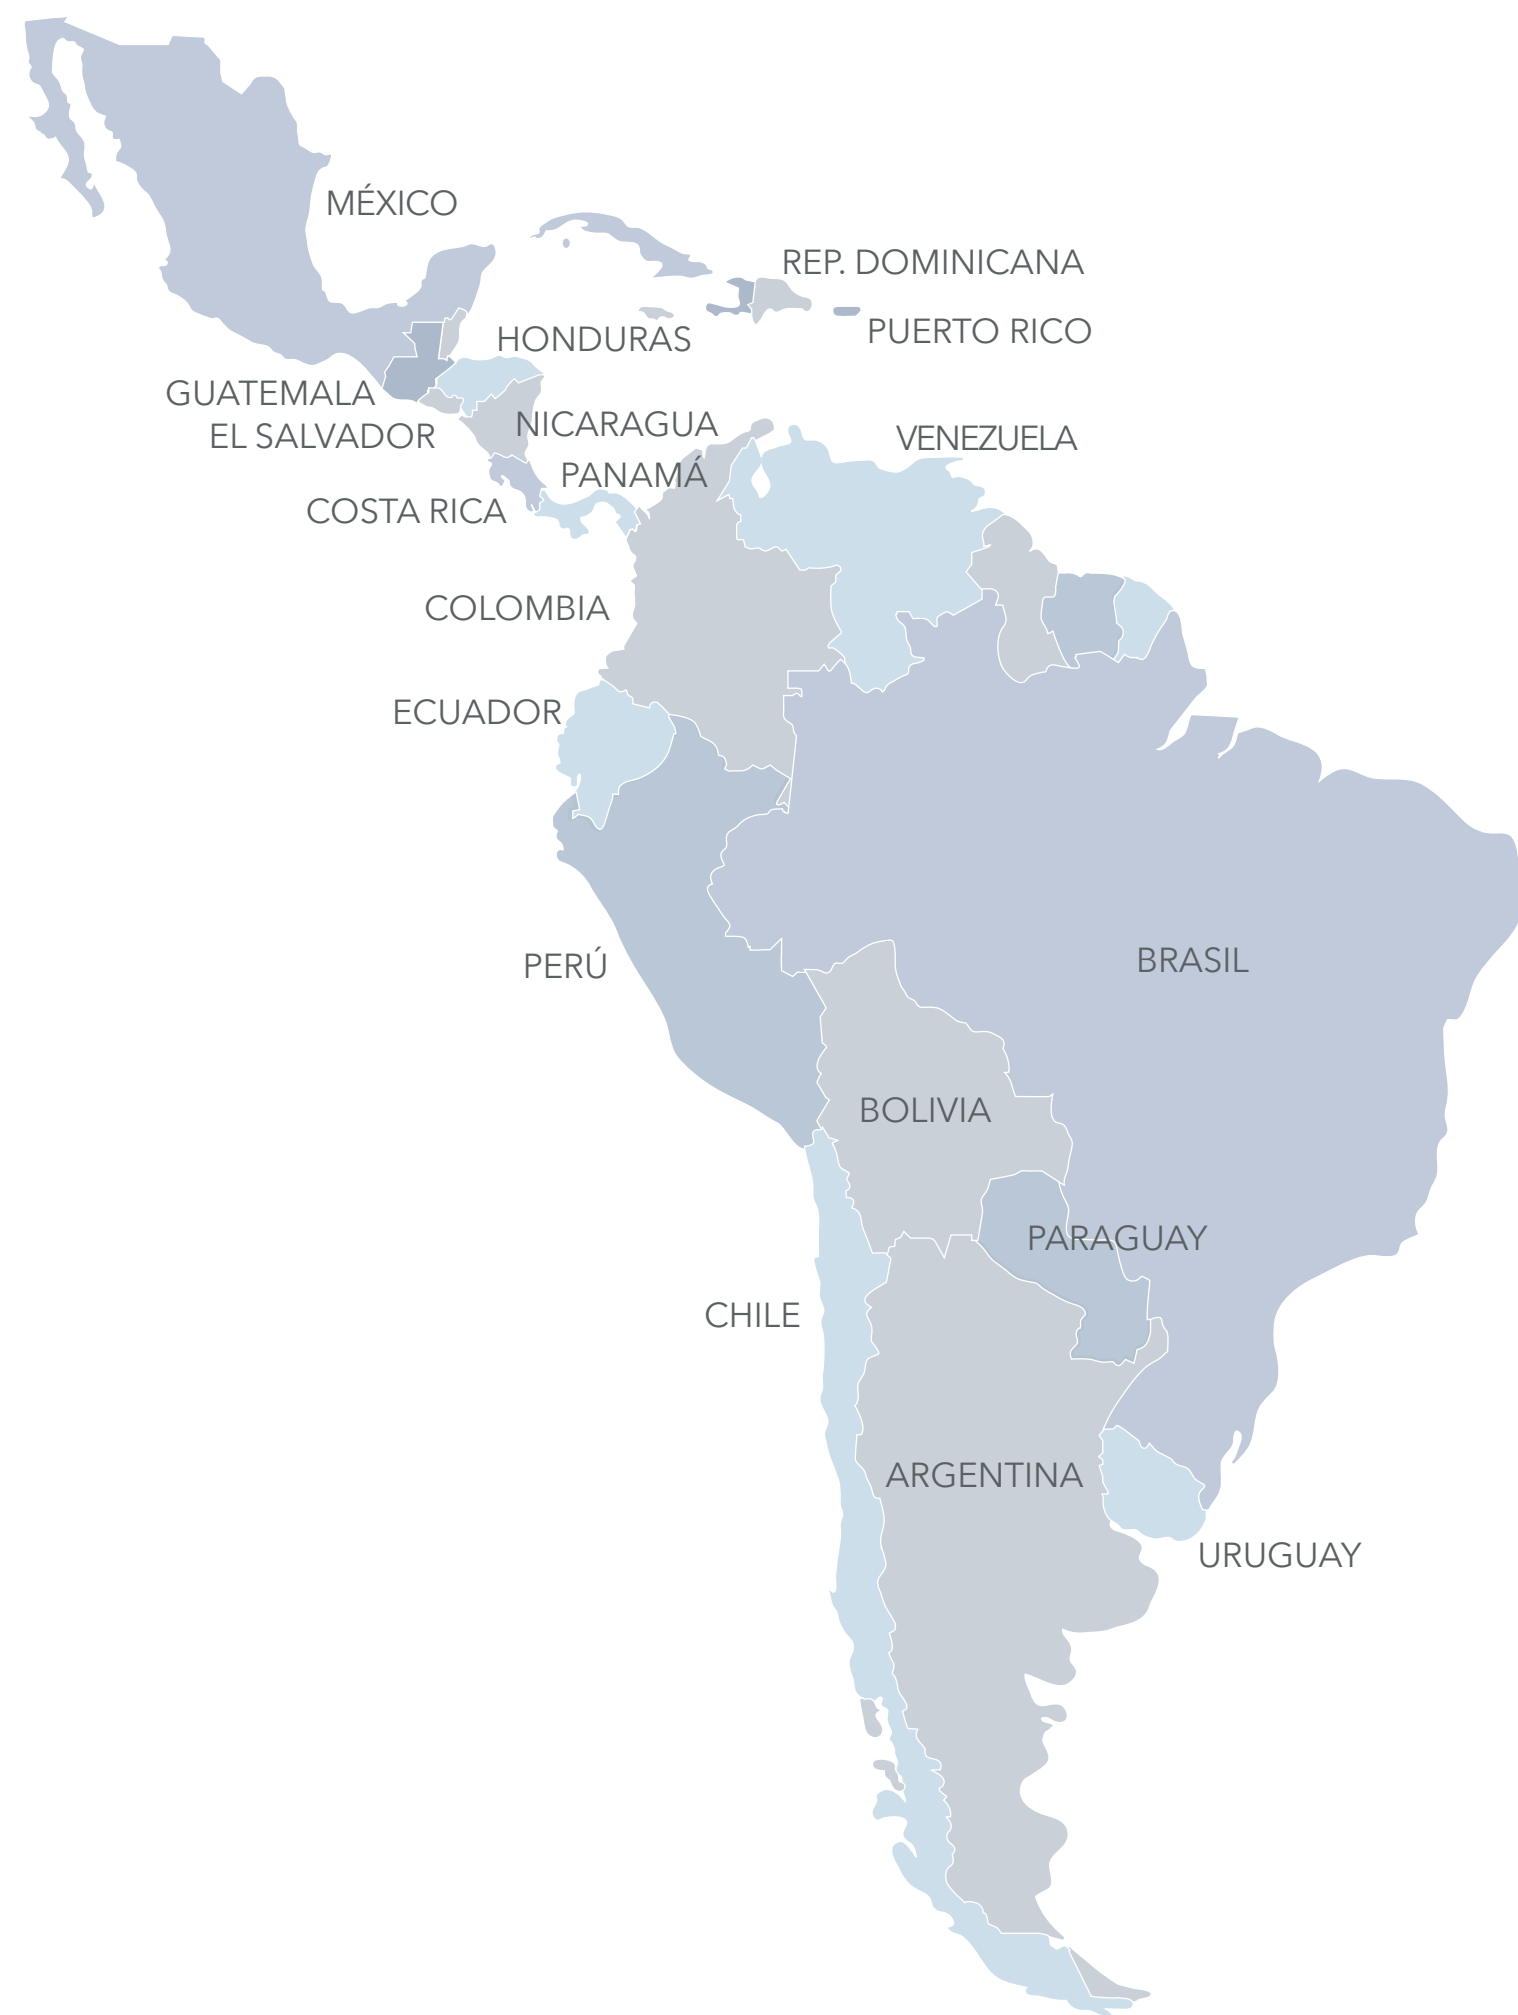 MÉXICO
REP. DOMINICANA
PUERTO RICO
HONDURAS
GUATEMALA
NICARAGUA
EL SALVADOR
VENEZUELA
PANAMÁ
COSTA RICA
COLOMBIA
ECUADOR
BRASIL
PERÚ
BOLIVIA
PARAGUAY
CHILE
ARGENTINA
URUGUAY